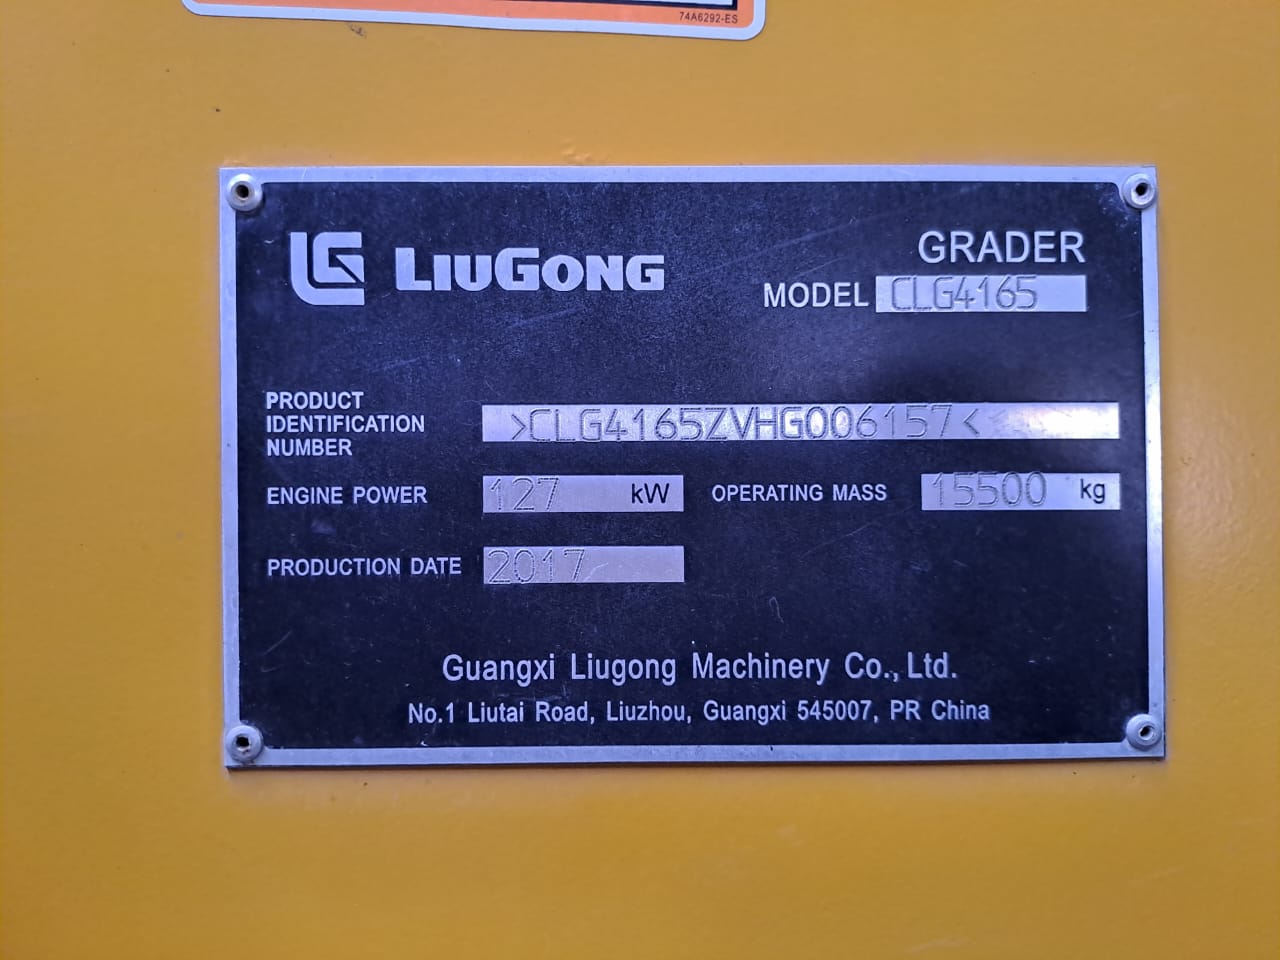 74A6292-ES
LIUGONG
GRADER
MODEL CLG4165
PRODUCT
IDENTIFICATION
NUMBER
>CLG4165ZVHG006157<
ENGINE POWER 127 kW OPERATING MASS 15500 kg
PRODUCTION DATE 2017
Guangxi Liugong Machinery Co., Ltd.
No.1 Liutai Road, Liuzhou, Guangxi 545007, PR China